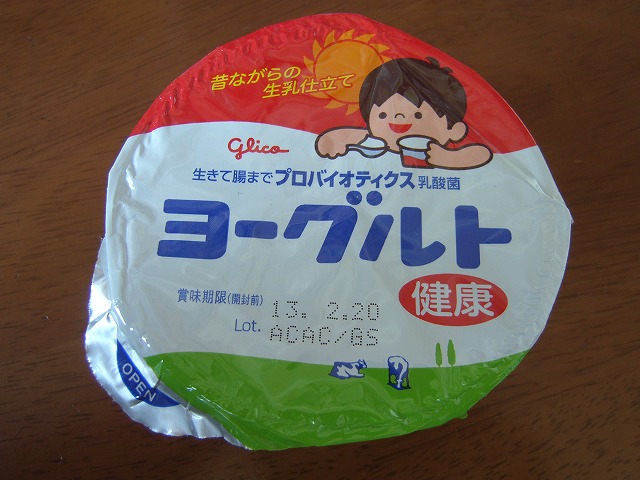 昔ながらの
生乳仕立て
glico
生きて腸までプロバイオティクス乳酸菌
ヨーグルト
健康
賞味期限(開封前) 13. 2.20
Lot. ACAC/GS
OPEN